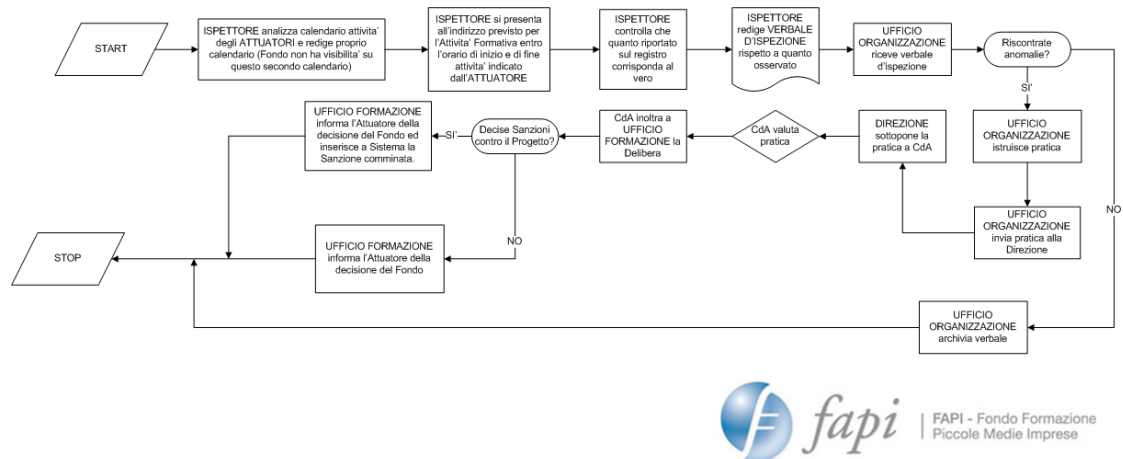 START
ISPETTORE analizza calendario attivita'
degli ATTUATORI e redige proprio
calendario (Fondo non ha visibilita' su
questo secondo calendario)
ISPETTORE si presenta
all'indirizzo previsto per
l'Attivita' Formativa entro
l'orario di inizio e di fine
attivita' indicato
dall'ATTUATORE
ISPETTORE
controlla che
quanto riportato
sul registro
corrisponda al
vero
ISPETTORE
redige VERBALE
D'ISPEZIONE
rispetto a quanto
osservato
UFFICIO
ORGANIZZAZIONE
riceve verbale
d'ispezione
Riscontrate
anomalie?
SI'
NO
UFFICIO
ORGANIZZAZIONE
istruisce pratica
UFFICIO
ORGANIZZAZIONE
invia pratica alla
Direzione
DIREZIONE
sottopone la
pratica a CdA
CdA valuta
pratica
CdA inoltra a
UFFICIO
FORMAZIONE la
Delibera
Decise Sanzioni
contro il Progetto?
SI'
UFFICIO FORMAZIONE
informa l'Attuatore della
decisione del Fondo ed
inserisce a Sistema la
Sanzione comminata.
NO
UFFICIO FORMAZIONE
informa l'Attuatore della
decisione del Fondo
STOP
UFFICIO
ORGANIZZAZIONE
archivia verbale
fapi
FAPI - Fondo Formazione
Piccole Medie Imprese